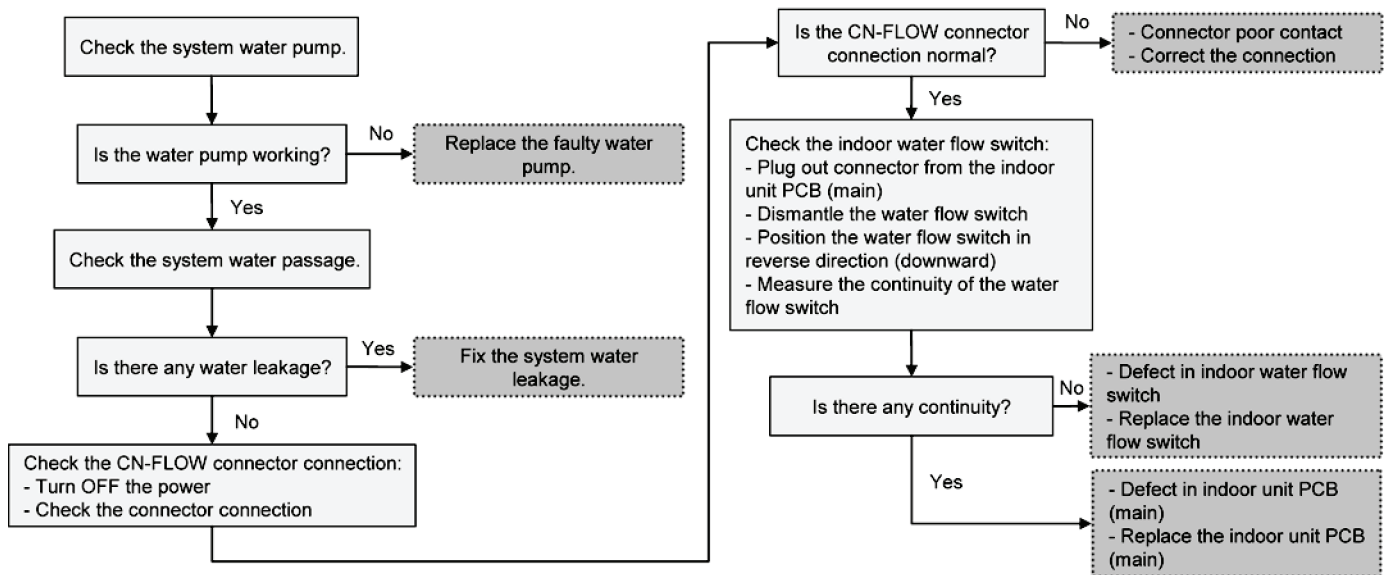 Check the system water pump.
Is the water pump working?
No
Replace the faulty water
pump.
Yes
Check the system water passage.
Is there any water leakage?
Yes
Fix the system water
leakage.
No
Check the CN-FLOW connector connection:
- Turn OFF the power
- Check the connector connection
Is the CN-FLOW connector
connection normal?
No
- Connector poor contact
- Correct the connection
Yes
Check the indoor water flow switch:
- Plug out connector from the indoor
unit PCB (main)
- Dismantle the water flow switch
- Position the water flow switch in
reverse direction (downward)
- Measure the continuity of the water
flow switch
Is there any continuity?
No
- Defect in indoor water flow
switch
- Replace the indoor water
flow switch
Yes
- Defect in indoor unit PCB
(main)
- Replace the indoor unit PCB
(main)